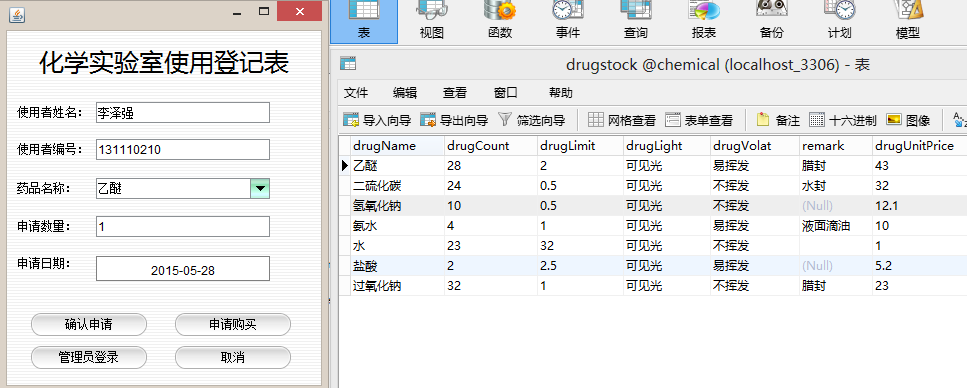 化学实验室使用登记表
使用者姓名： 李泽强
使用者编号： 131110210
药品名称： 乙醚
申请数量： 1
申请日期： 2015-05-28
确认申请 申请购买
管理员登录 取消
表 视图 函数 事件 查询 报表 备份 计划 模型
drugstock @chemical (localhost_3306) - 表
文件 编辑 查看 窗口 帮助
导入向导 导出向导 筛选向导 网格查看 表单查看 备注 十六进制 图像
drugName drugCount drugLimit drugLight drugVolat remark drugUnitPrice
乙醚 28 2 可见光 易挥发 腊封 43
二硫化碳 24 0.5 可见光 不挥发 水封 32
氢氧化钠 10 0.5 可见光 不挥发 (Null) 12.1
氨水 4 1 可见光 易挥发 液面滴油 10
水 23 32 可见光 不挥发 1
盐酸 2 2.5 可见光 易挥发 (Null) 5.2
过氧化钠 32 1 可见光 不挥发 腊封 23